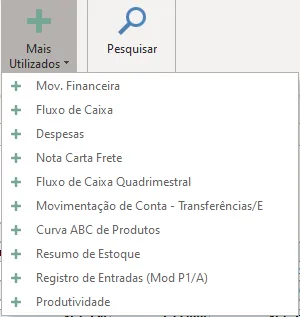 Mais
Utilizados
Pesquisar
Mov. Financeira
Fluxo de Caixa
Despesas
Nota Carta Frete
Fluxo de Caixa Quadrimestral
Movimentação de Conta - Transferências/E
Curva ABC de Produtos
Resumo de Estoque
Registro de Entradas (Mod P1/A)
Produtividade